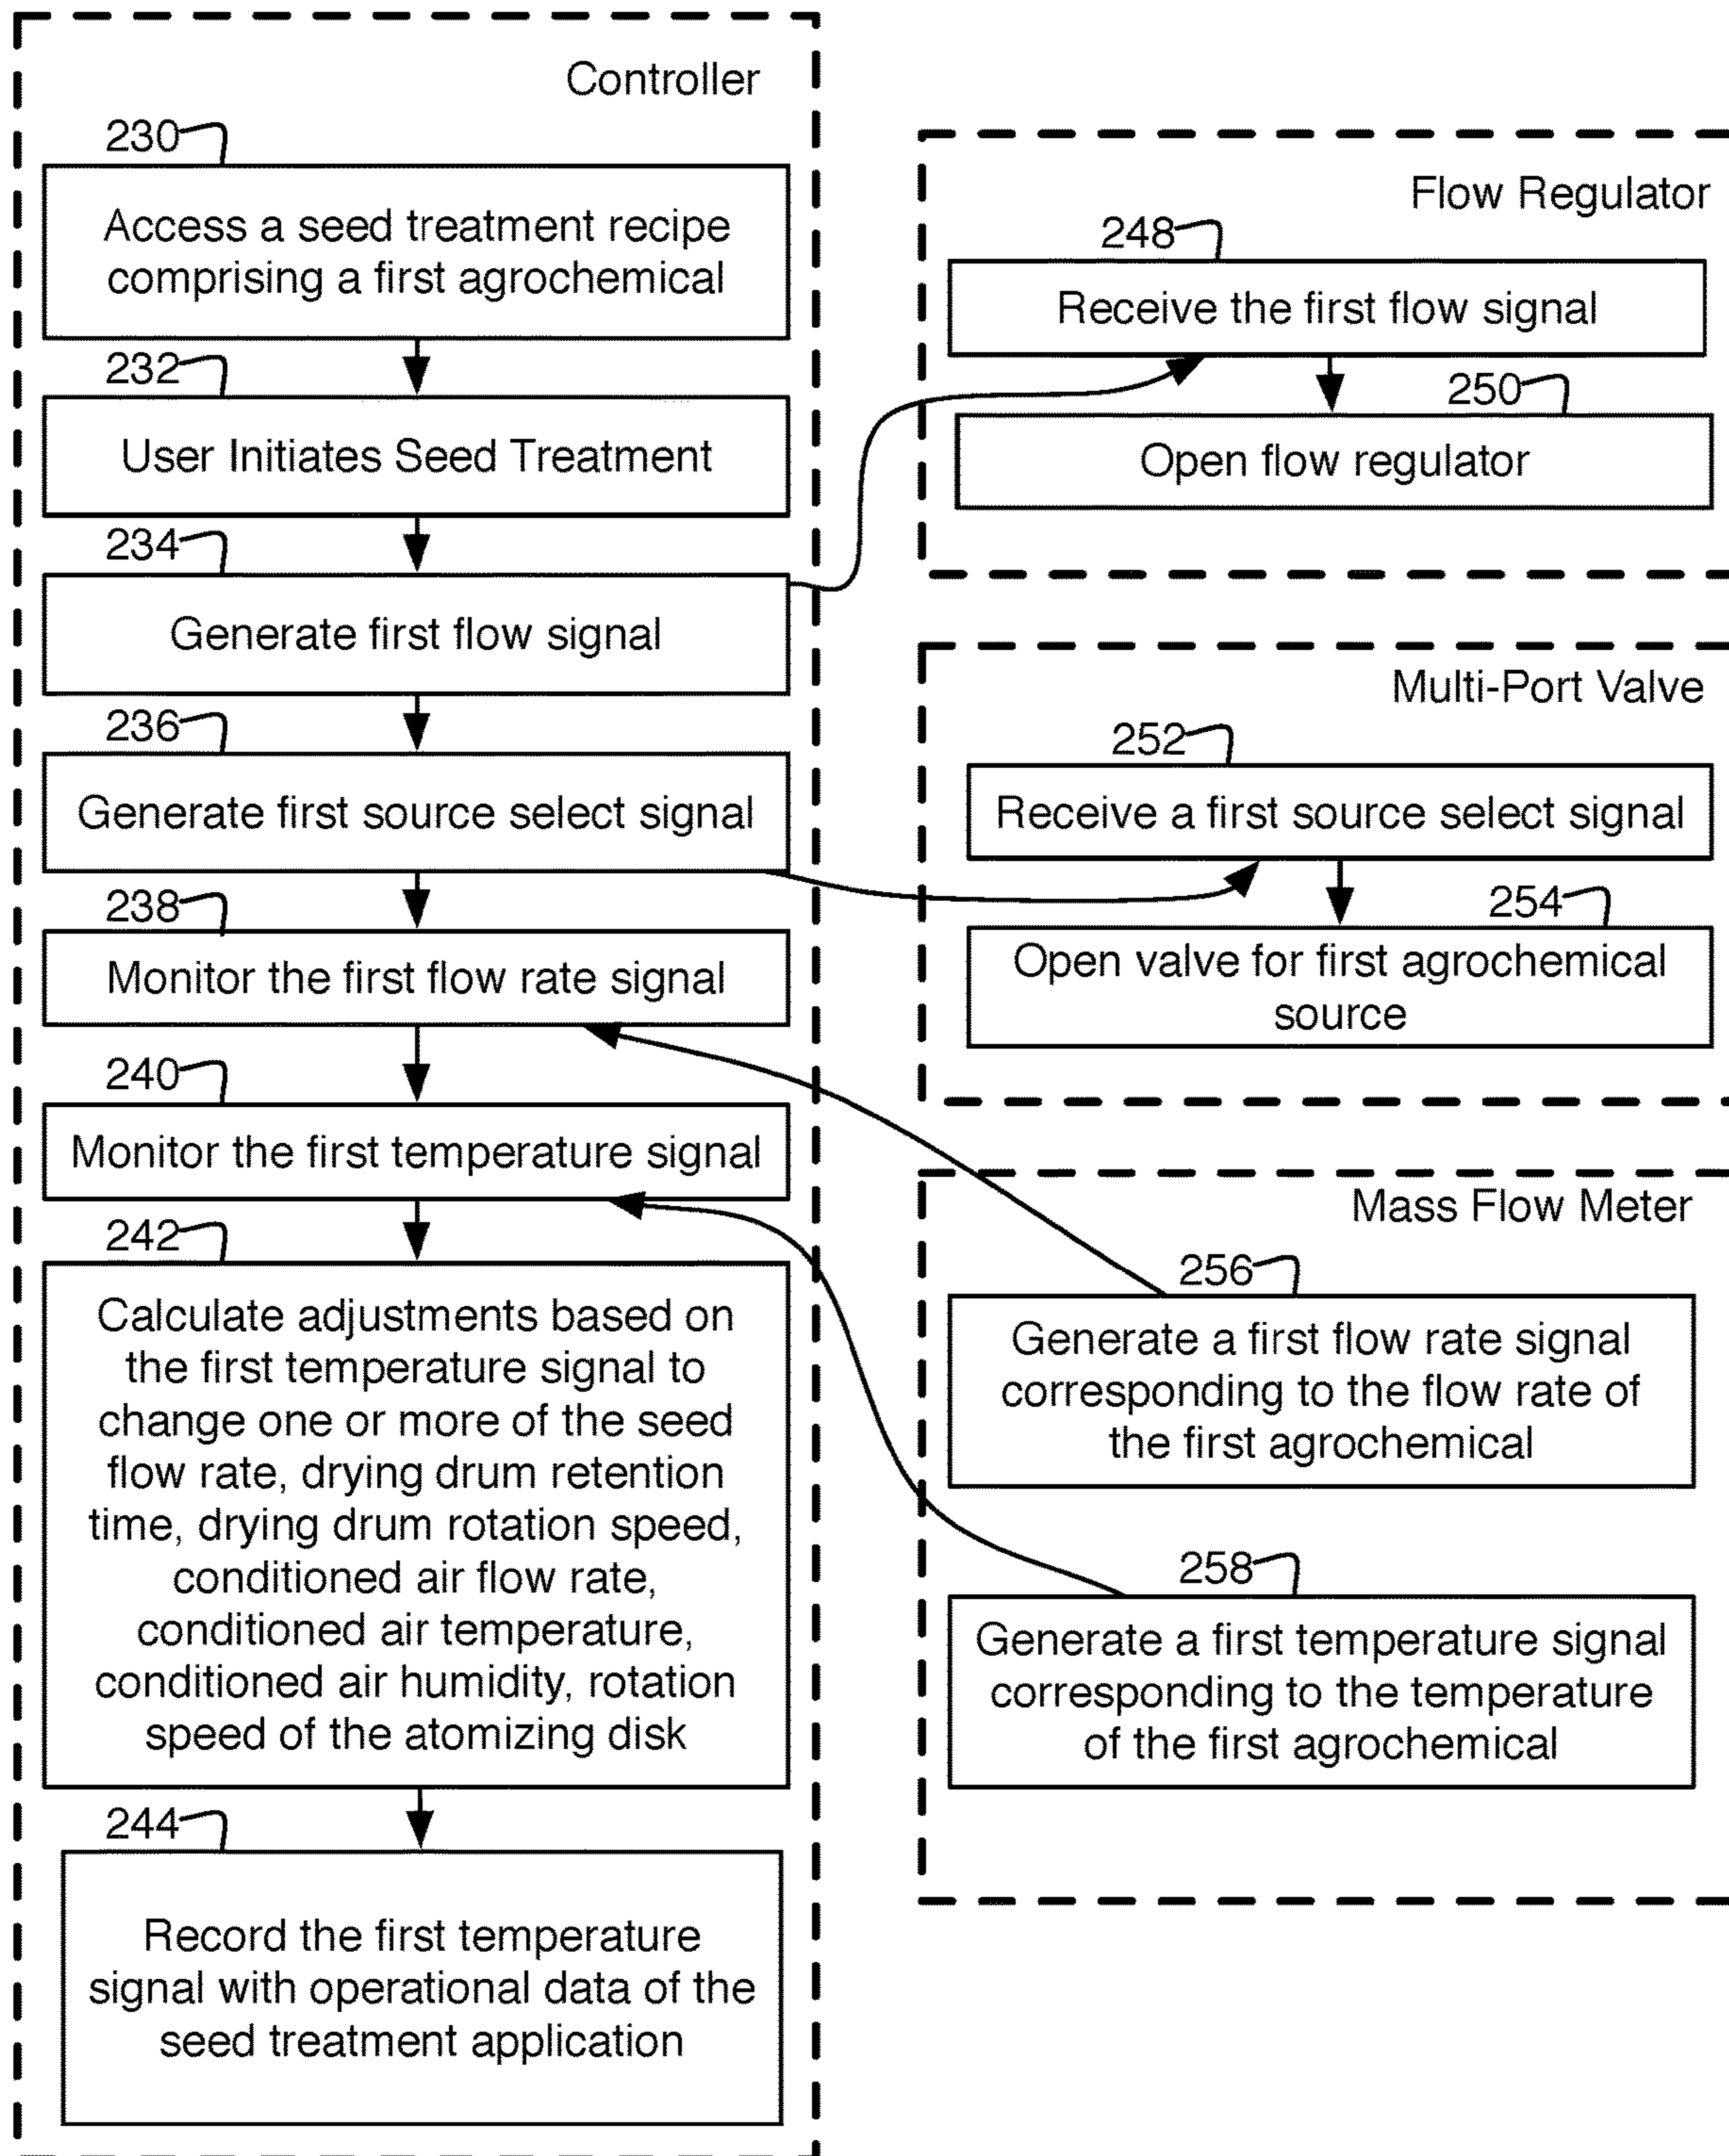 Controller
230
Access a seed treatment recipe
comprising a first agrochemical
232
User Initiates Seed Treatment
234
Generate first flow signal
236
Generate first source select signal
238
Monitor the first flow rate signal
240
Monitor the first temperature signal
242
Calculate adjustments based on
the first temperature signal to
change one or more of the seed
flow rate, drying drum retention
time, drying drum rotation speed,
conditioned air flow rate,
conditioned air temperature,
conditioned air humidity, rotation
speed of the atomizing disk
244
Record the first temperature
signal with operational data of the
seed treatment application
Flow Regulator
248
Receive the first flow signal
250
Open flow regulator
Multi-Port Valve
252
Receive a first source select signal
254
Open valve for first agrochemical
source
Mass Flow Meter
256
Generate a first flow rate signal
corresponding to the flow rate of
the first agrochemical
258
Generate a first temperature signal
corresponding to the temperature
of the first agrochemical